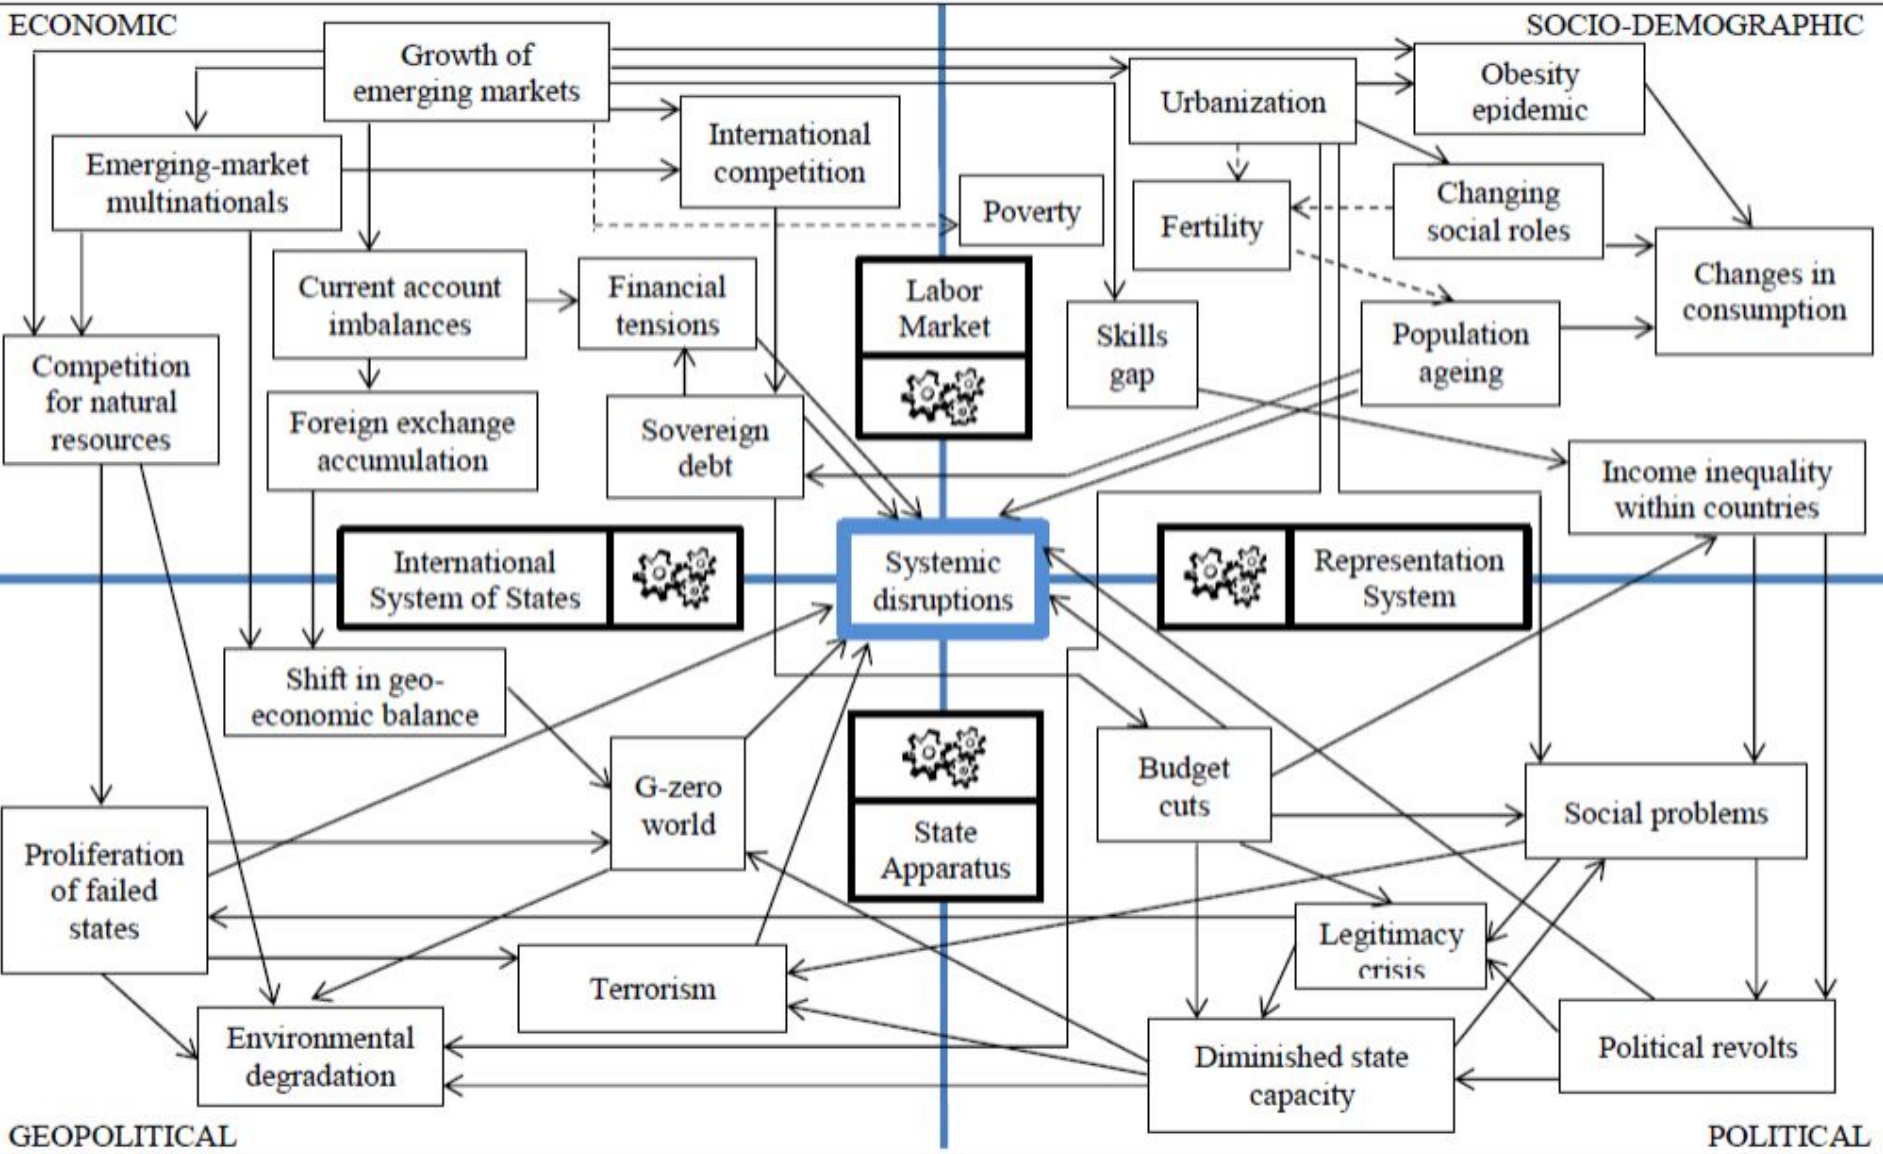 ECONOMIC
SOCIO-DEMOGRAPHIC
Growth of
emerging markets
Urbanization
Obesity
epidemic
International
competition
Emerging-market
multinationals
Poverty
Fertility
Changing
social roles
Changes in
consumption
Current account
imbalances
Financial
tensions
Labor
Market
Skills
gap
Population
ageing
Competition
for natural
resources
Foreign exchange
accumulation
Sovereign
debt
Income inequality
within countries
International
System of States
Systemic
disruptions
Representation
System
Shift in geo-
economic balance
G-zero
world
Budget
cuts
Social problems
State
Apparatus
Proliferation
of failed
states
Legitimacy
crisis
Terrorism
Environmental
degradation
Diminished state
capacity
Political revolts
GEOPOLITICAL
POLITICAL